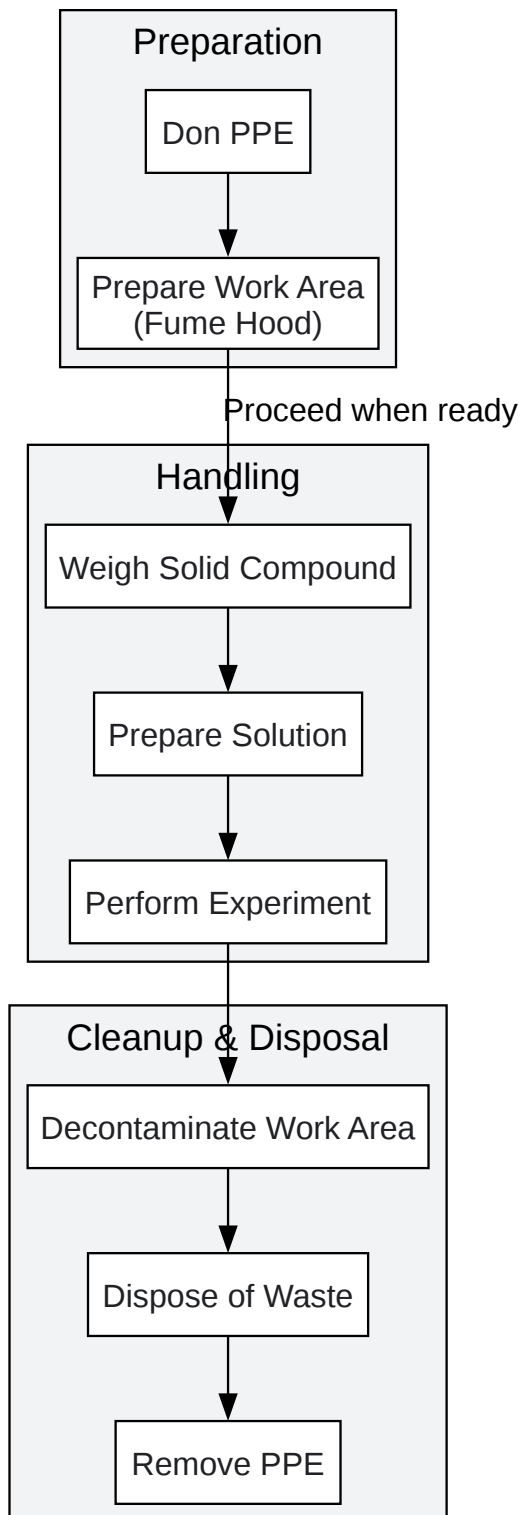 Preparation
Don PPE
Prepare Work Area
(Fume Hood)
Proceed when ready
Handling
Weigh Solid Compound
Prepare Solution
Perform Experiment
Cleanup & Disposal
Decontaminate Work Area
Dispose of Waste
Remove PPE